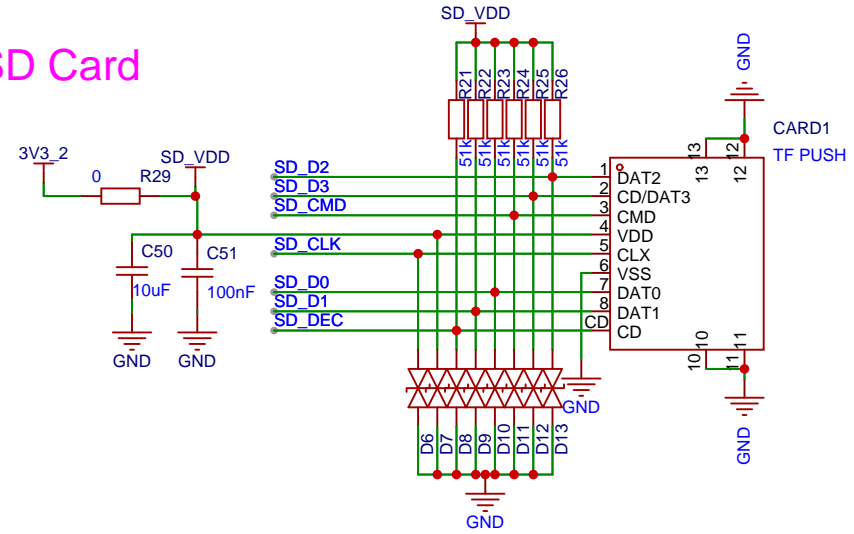 SD_VDD
SD Card
R21
R22
R23
R24
R25
R26
51k
51k
51k
51k
51k
51k
GND
CARD1
TF PUSH
3V3_2
SD_VDD
0
R29
SD_D2
SD_D3
SD_CMD
SD_CLK
SD_D0
SD_D1
SD_DEC
C50
10uF
C51
100nF
GND
GND
13
12
13
12
1
DAT2
2
CD/DAT3
3
CMD
4
VDD
5
CLX
6
VSS
7
DAT0
8
DAT1
CD
CD
10
11
10
11
GND
GND
D6
D7
D8
D9
D10
D11
D12
D13
GND